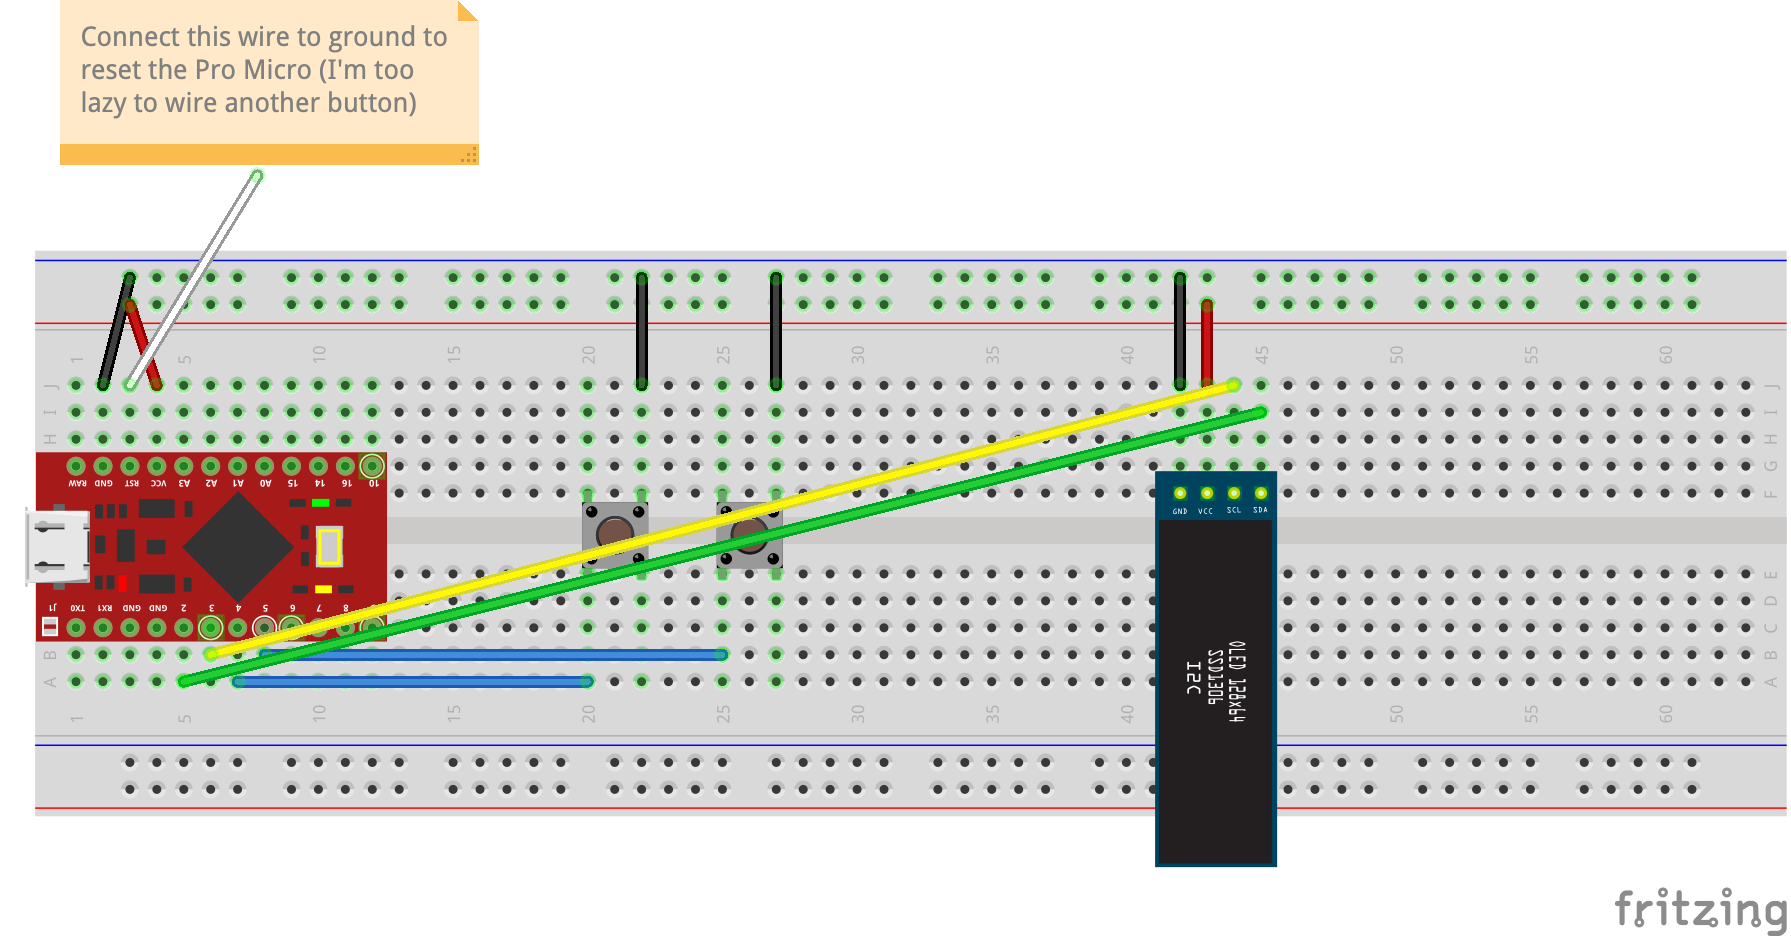 Connect this wire to ground to
reset the Pro Micro (I'm too
lazy to wire another button)
1 5 10 15 20 25 30 35 40 45 50 55 60
J J
I I
H H
G
F
RAW GND RST VCC A3 A2 A1 A0 15 14 16 10
GND VCC SCL SDA
E
D
C
J1 TX0 RX1 GND GND 2 3 4 5 6 7 8
B B
A A
OLED 128x64
SSD1306
I2C
1 5 10 15 20 25 30 35 40 50 55 60
fritzing